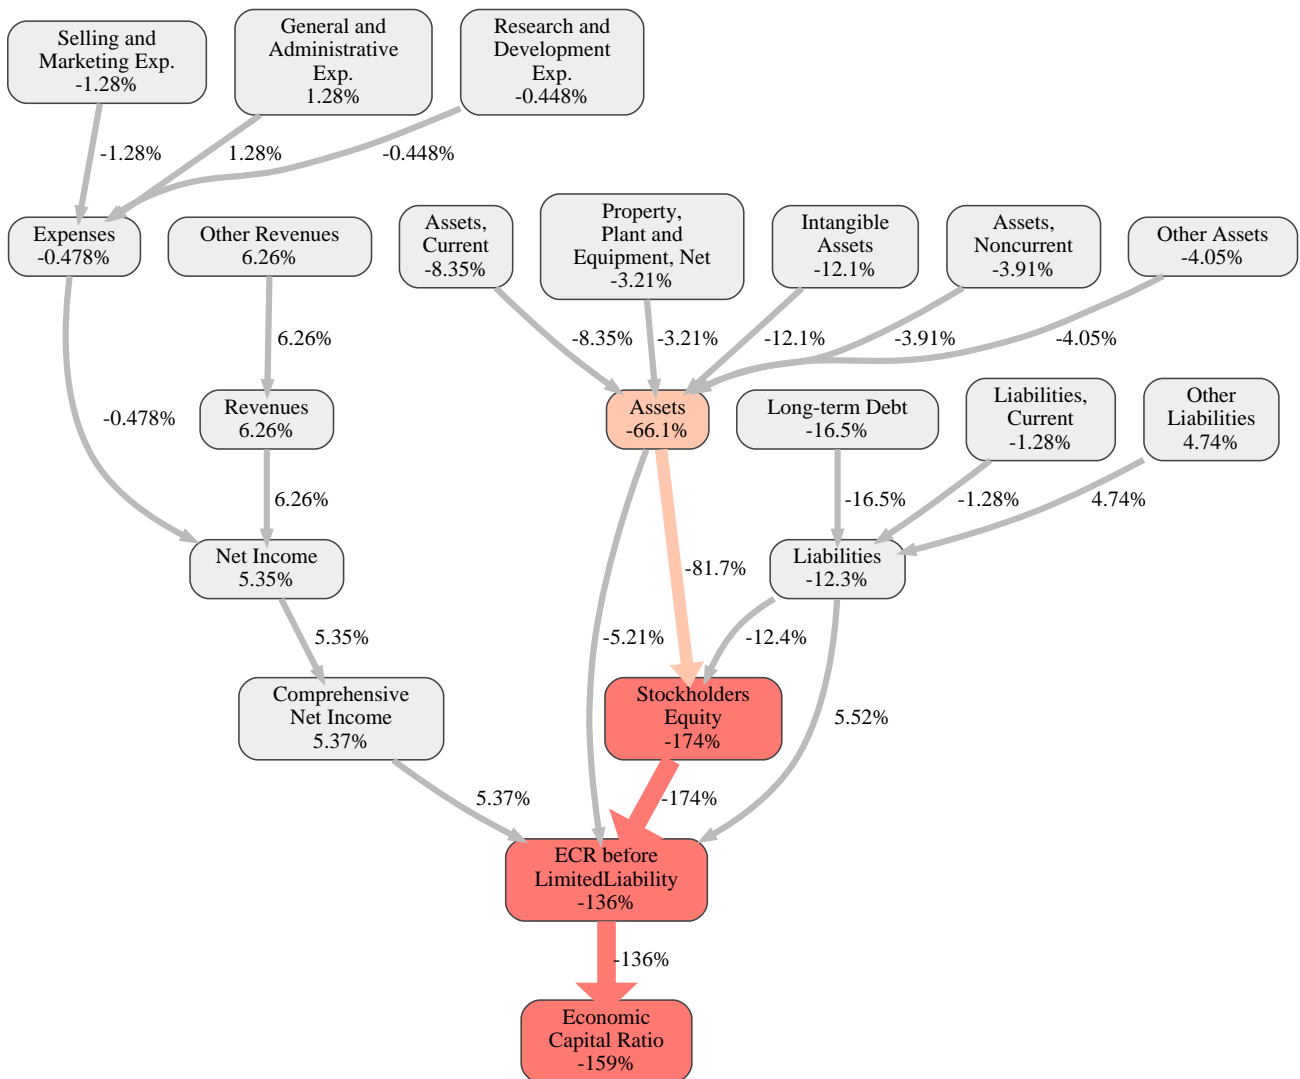 Selling and
Marketing Exp.
-1.28%
General and
Administrative
Exp.
1.28%
Research and
Development
Exp.
-0.448%
-1.28%
1.28%
-0.448%
Expenses
-0.478%
Other Revenues
6.26%
Assets,
Current
-8.35%
Property,
Plant and
Equipment, Net
-3.21%
Intangible
Assets
-12.1%
Assets,
Noncurrent
-3.91%
Other Assets
-4.05%
6.26%
-8.35%
-3.21%
-12.1%
-3.91%
-4.05%
-0.478%
Revenues
6.26%
Assets
-66.1%
Long-term Debt
-16.5%
Liabilities,
Current
-1.28%
Other
Liabilities
4.74%
6.26%
-16.5%
-1.28%
4.74%
Net Income
5.35%
-81.7%
Liabilities
-12.3%
5.35%
-5.21%
-12.4%
5.52%
Comprehensive
Net Income
5.37%
Stockholders
Equity
-174%
5.37%
-174%
ECR before
LimitedLiability
-136%
-136%
Economic
Capital Ratio
-159%